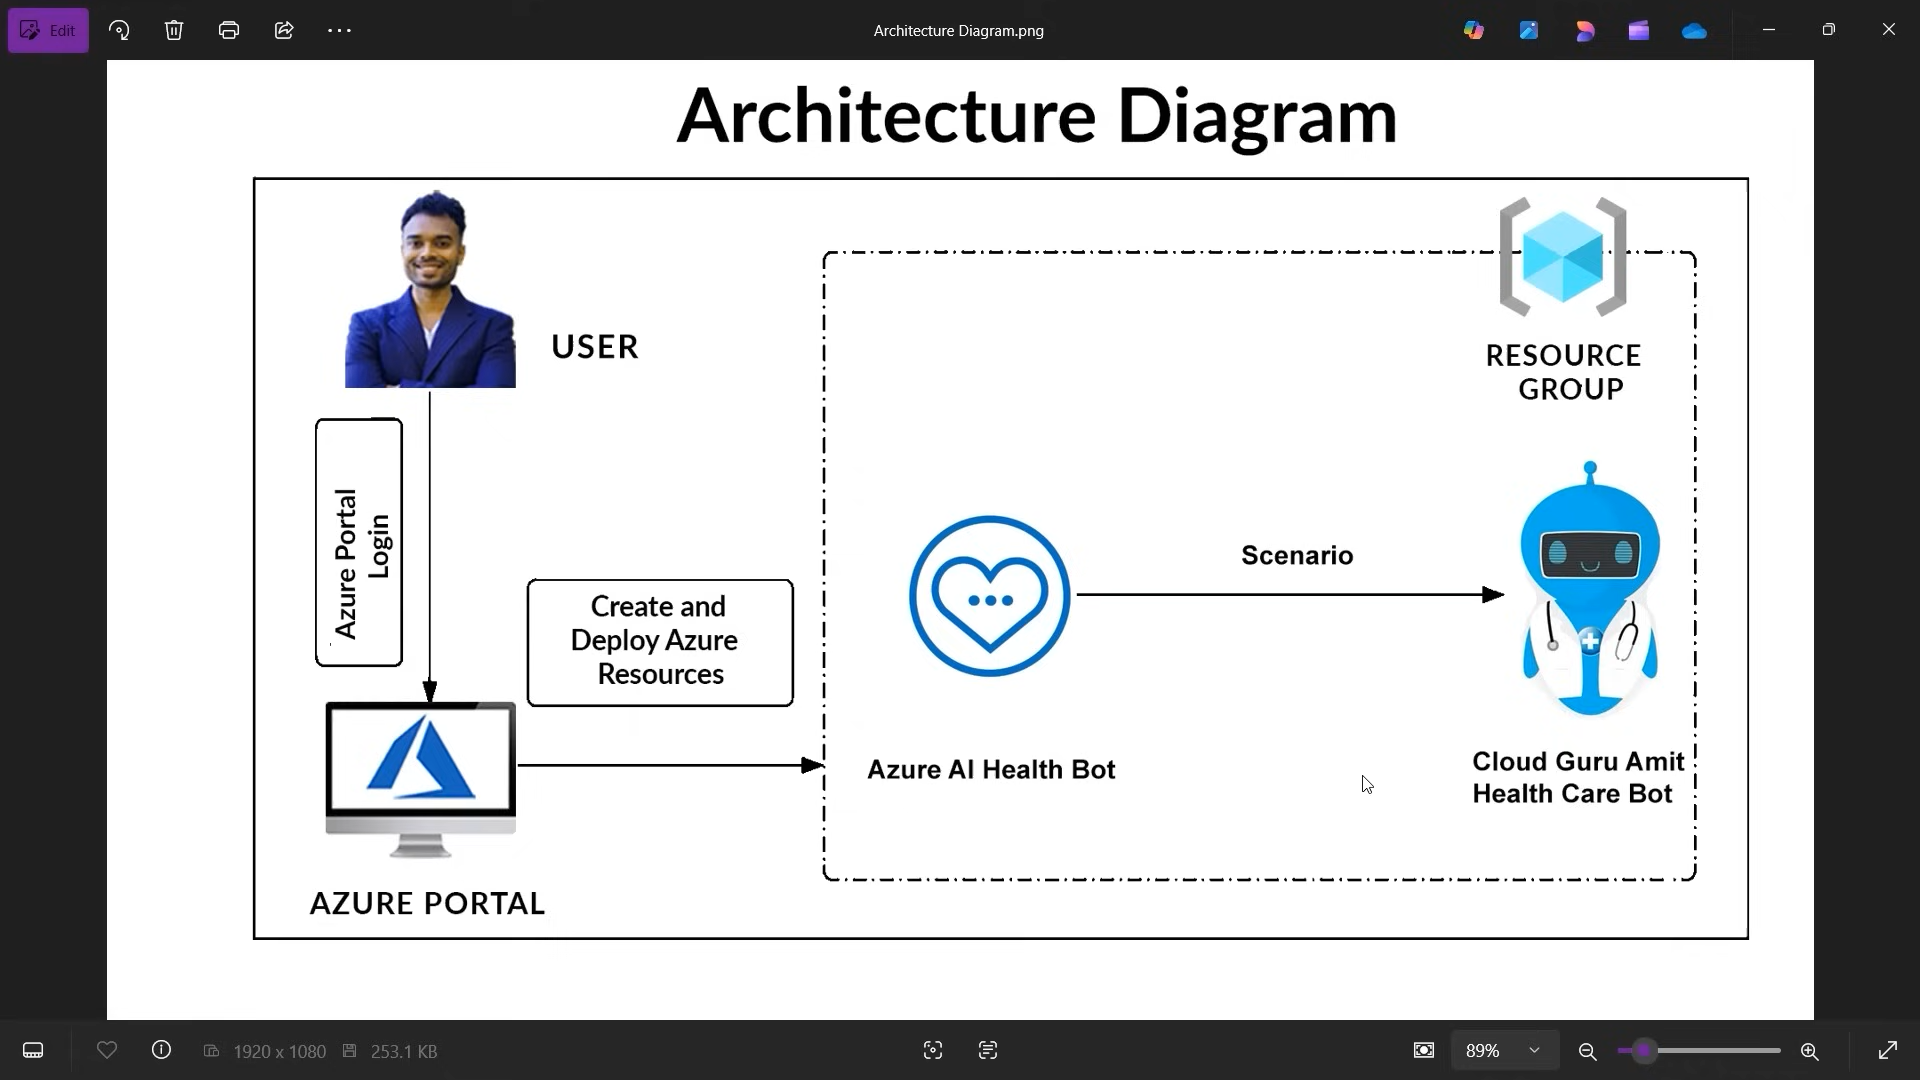 Edit
Architecture Diagram.png
Architecture Diagram
USER
RESOURCE
GROUP
Azure Portal
Login
Create and
Deploy Azure
Resources
Scenario
Azure AI Health Bot
Cloud Guru Amit
Health Care Bot
AZURE PORTAL
1920 x 1080
253.1 KB
89%